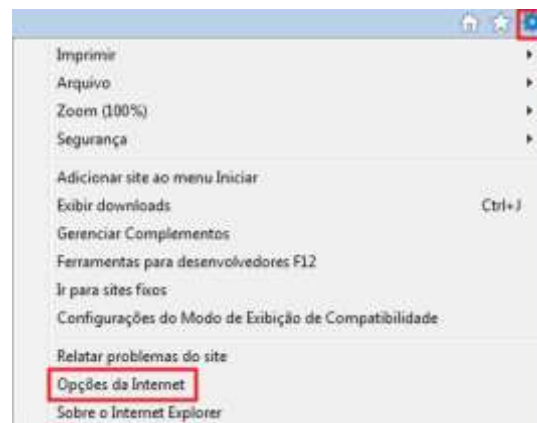 Imprimir
Arquivo
Zoom (100%)
Segurança
Adicionar site ao menu Iniciar
Exibir downloads Ctrl+J
Gerenciar Complementos
Ferramentas para desenvolvedores F12
Ir para sites fixos
Configurações do Modo de Exibição de Compatibilidade
Relatar problemas do site
Opções da Internet
Sobre o Internet Explorer